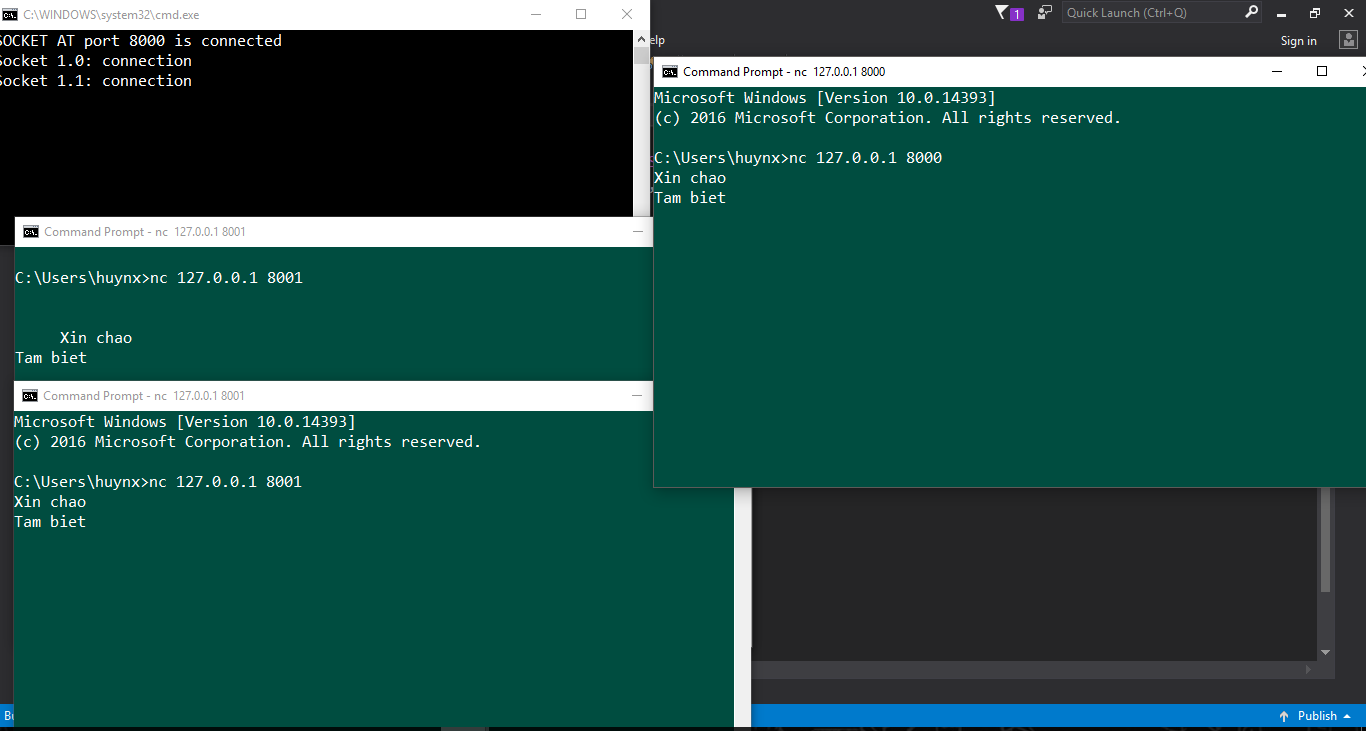 C:\WINDOWS\system32\cmd.exe
SOCKET AT port 8000 is connected
Socket 1.0: connection
Socket 1.1: connection
1
Quick Launch (Ctrl+Q)
Sign in
Command Prompt - nc 127.0.0.1 8000
Microsoft Windows [Version 10.0.14393]
(c) 2016 Microsoft Corporation. All rights reserved.
C:\Users\huynx>nc 127.0.0.1 8000
Xin chao
Tam biet
Command Prompt - nc 127.0.0.1 8001
C:\Users\huynx>nc 127.0.0.1 8001
Xin chao
Tam biet
Command Prompt - nc 127.0.0.1 8001
Microsoft Windows [Version 10.0.14393]
(c) 2016 Microsoft Corporation. All rights reserved.
C:\Users\huynx>nc 127.0.0.1 8001
Xin chao
Tam biet
Publish